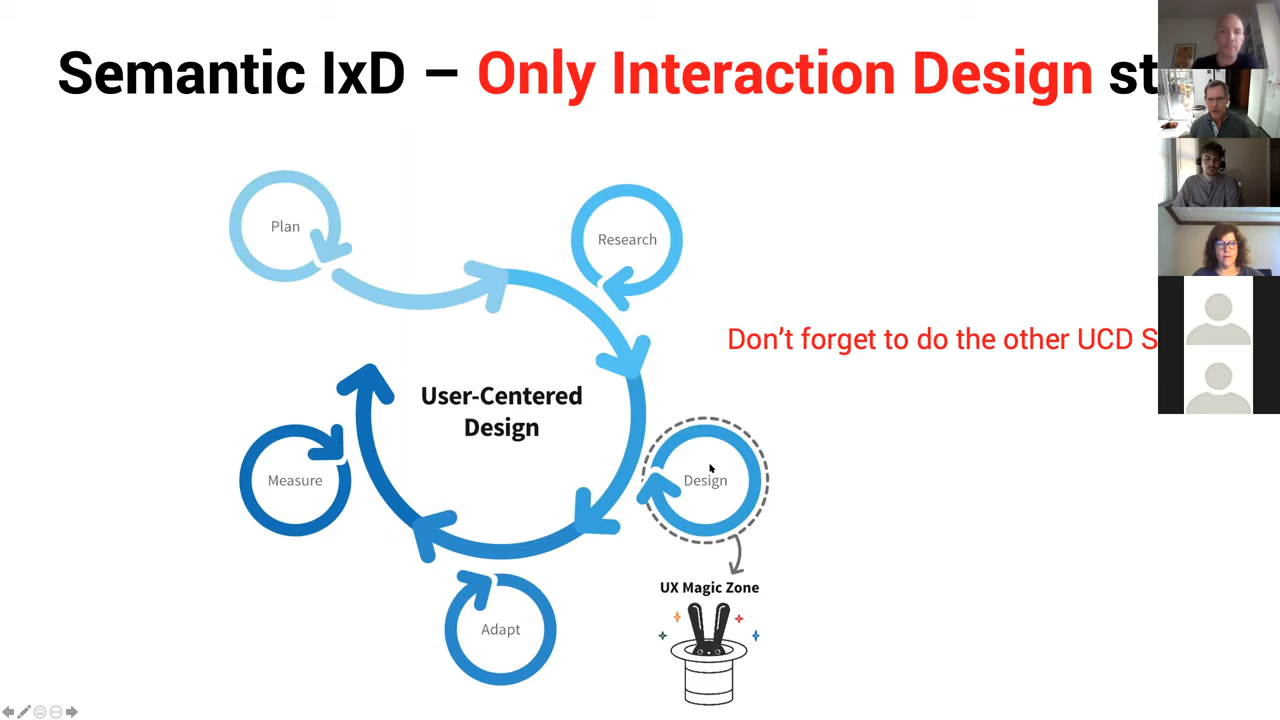 Semantic IxD – Only Interaction Design st
Plan
Research
Don't forget to do the other UCD S
User-Centered
Design
Measure
Design
UX Magic Zone
Adapt